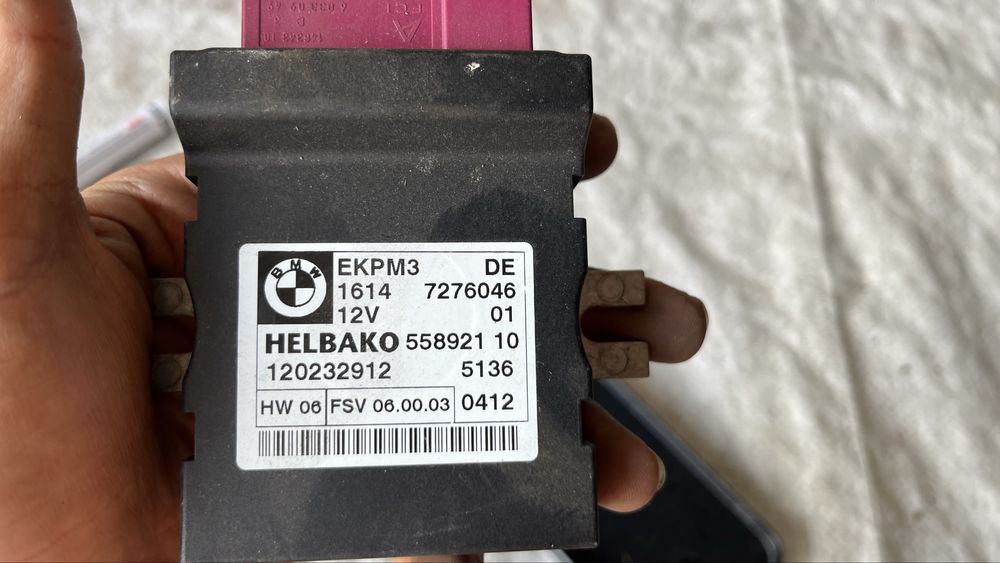 FCI
BMW
EKPM3 DE
1614 7276046
12V 01
HELBAKO 558921 10
120232912 5136
HW 06 FSV 06.00.03 0412